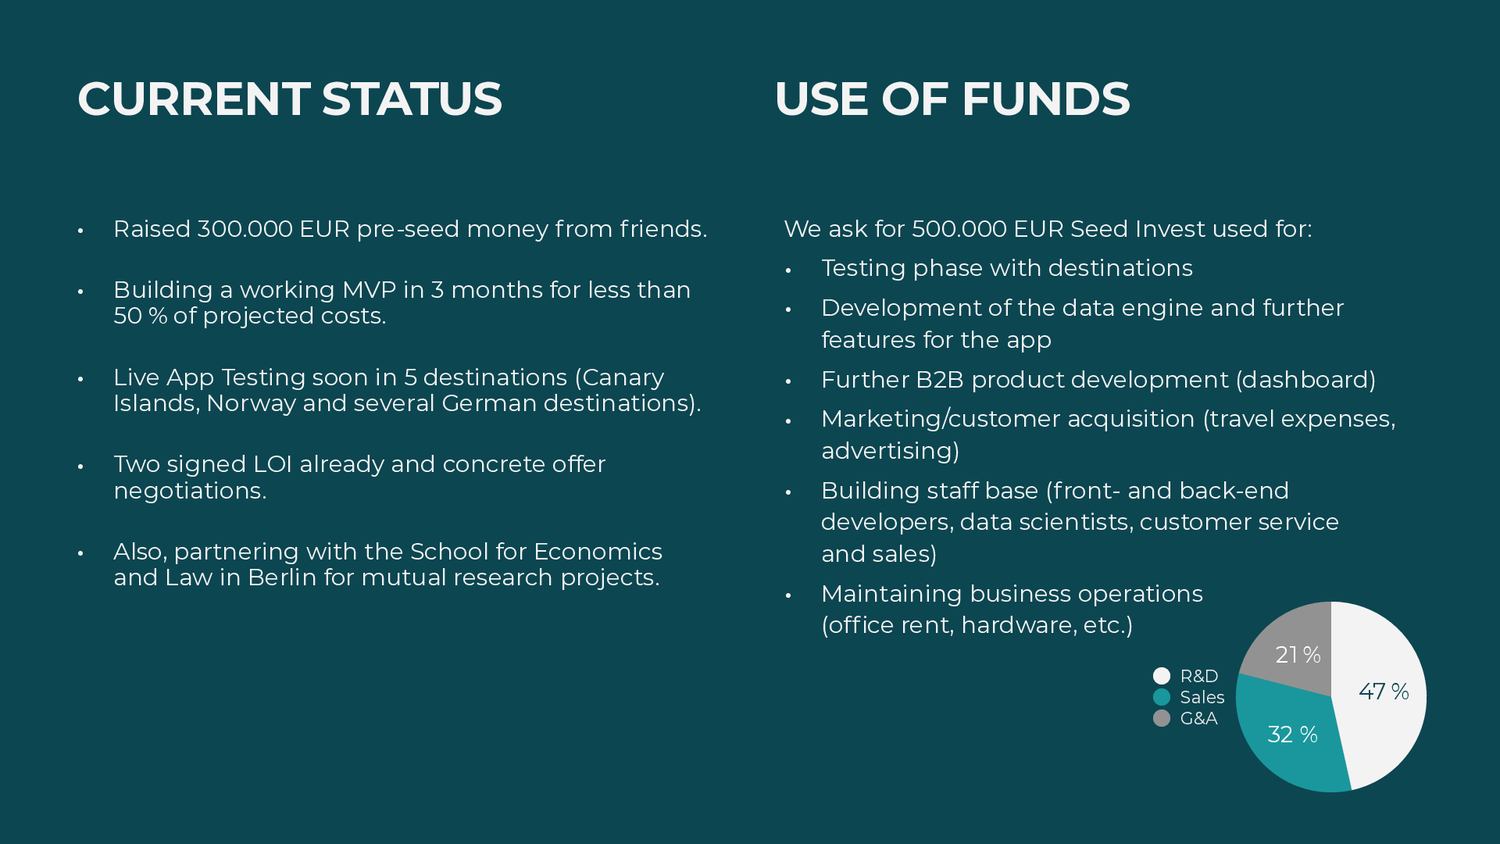 CURRENT STATUS
• Raised 300.000 EUR pre-seed money from friends.
• Building a working MVP in 3 months for less than
50 % of projected costs.
• Live App Testing soon in 5 destinations (Canary
Islands, Norway and several German destinations).
• Two signed LOI already and concrete offer
negotiations.
• Also, partnering with the School for Economics
and Law in Berlin for mutual research projects.
USE OF FUNDS
We ask for 500.000 EUR Seed Invest used for:
• Testing phase with destinations
• Development of the data engine and further
features for the app
• Further B2B product development (dashboard)
• Marketing/customer acquisition (travel expenses,
advertising)
• Building staff base (front- and back-end
developers, data scientists, customer service
and sales)
• Maintaining business operations
(office rent, hardware, etc.)
R&D
Sales
G&A
21 %
47 %
32 %